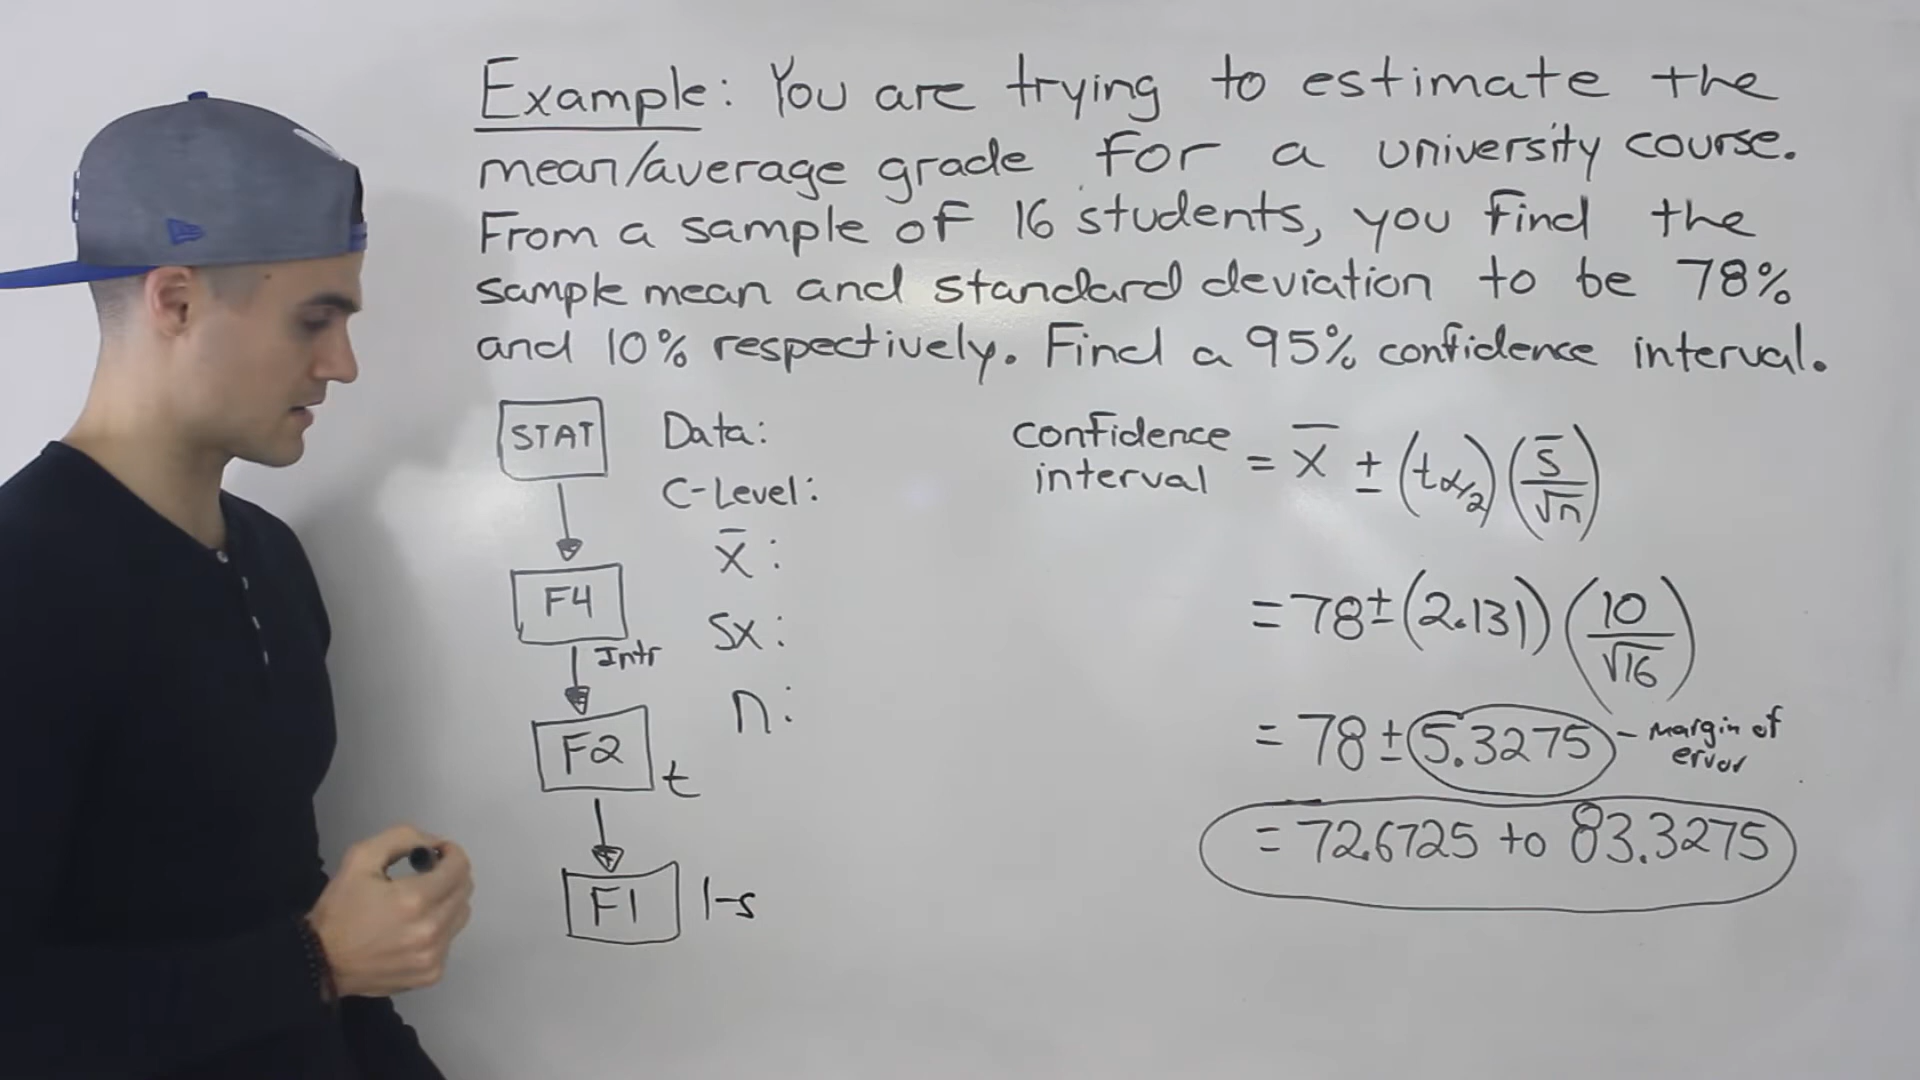 Example: You are trying to estimate the
mean/average grade for a university course.
From a sample of 16 students, you find the
sample mean and standard deviation to be 78%
and 10% respectively. Find a 95% confidence interval.
STAT
F4
Intr
F2
t
F1 1-s
Data:
C-Level:
x̄:
Sx:
n:
confidence interval = x̄ ± (tα/2)(s/√n)
= 78 ± (2.131)(10/√16)
= 78 ± 5.3275 - margin of error
= 72.6725 to 83.3275